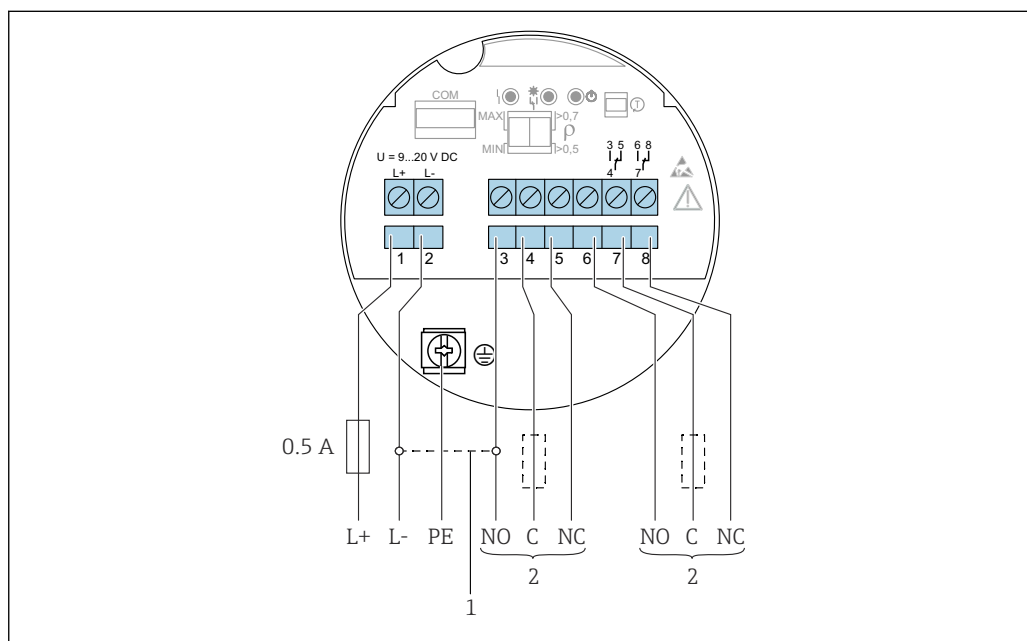 COM
MAX
>0,7
ρ
MIN
>0,5
T
U = 9...20 V DC
L+ L-
3 5
4
6 8
7
1 2 3 4 5 6 7 8
0.5 A
L+ L- PE NO C NC NO C NC
2 2
1